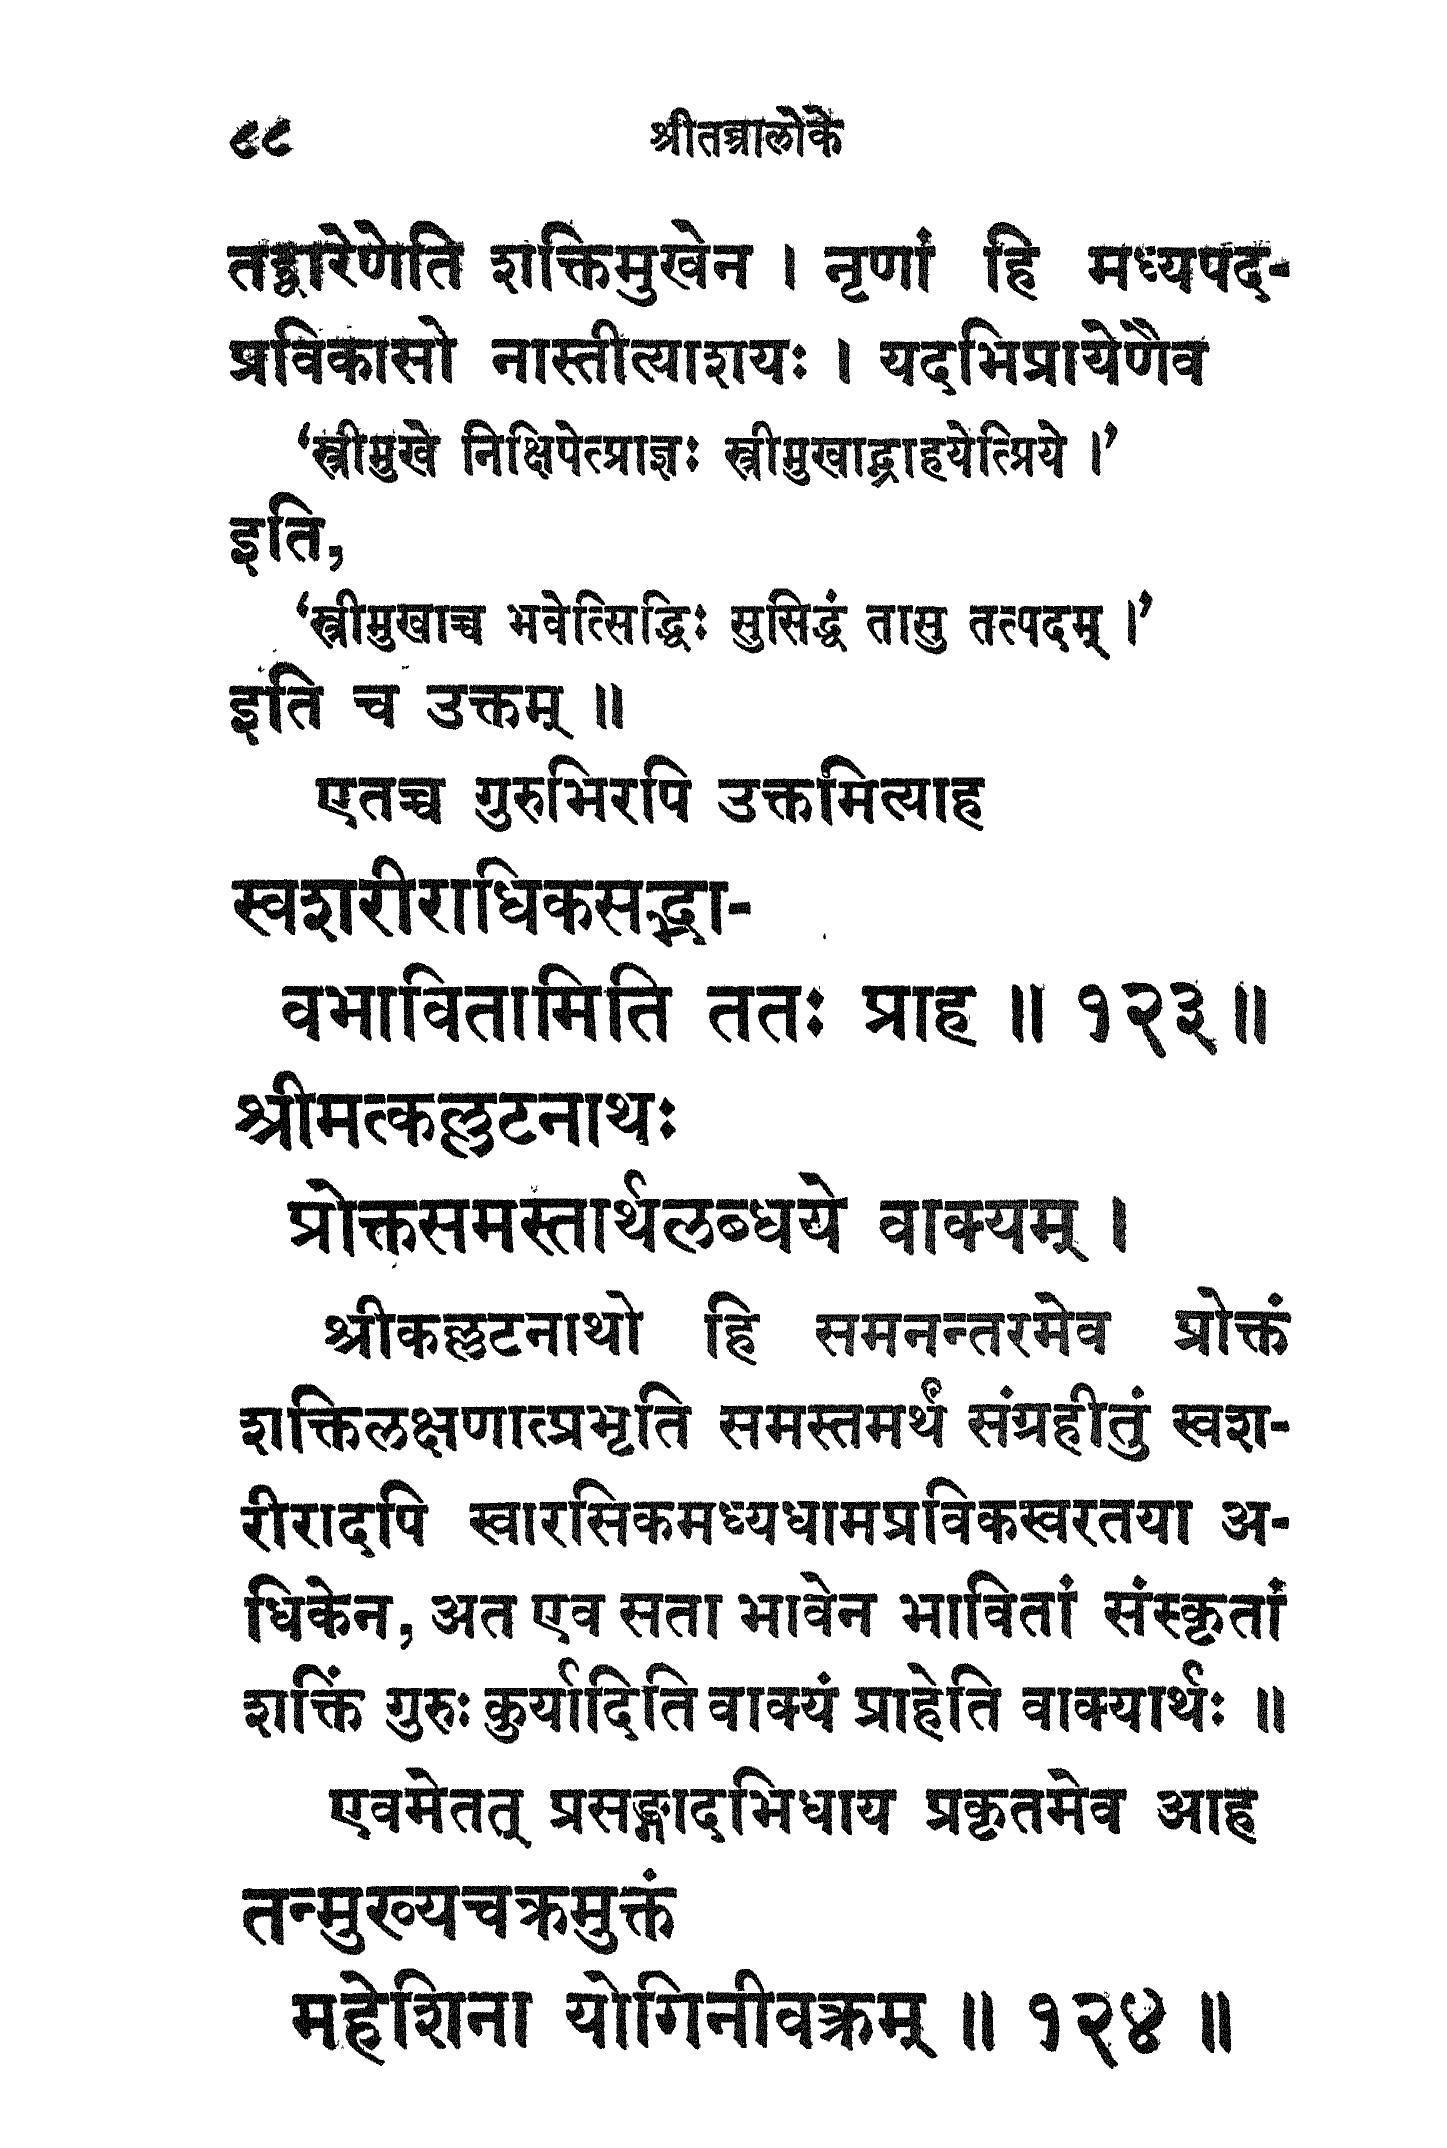 ८८ श्रीतन्त्रालोके
तद्द्वारेणेति शक्तिमुखेन । नृणां हि मध्यपद-
प्रविकासो नास्तीत्याशयः । यदभिप्रायेणैव
‘स्त्रीमुखे निक्षिपेत्प्राज्ञः स्त्रीमुखाद्ग्राहयेत्प्रिये ।’
इति,
‘स्त्रीमुखाच्च भवेत्सिद्धिः सुसिद्धं तासु तत्पदम् ।’
इति च उक्तम् ॥
एतच्च गुरुभिरपि उक्तमित्याह
स्वशरीराधिकसद्भा-
वभावितामिति ततः प्राह ॥ १२३॥
श्रीमत्कल्लटनाथः
प्रोक्तसमस्तार्थलब्धये वाक्यम् ।
श्रीकल्लटनाथो हि समनन्तरमेव प्रोक्तं
शक्तिलक्षणात्प्रभृति समस्तमर्थं संग्रहीतुं स्वश-
रीरादपि स्वारसिकमध्यधामप्रविकस्वरतया अ-
धिकेन, अत एव सता भावेन भावितां संस्कृतां
शक्तिं गुरुः कुर्यादिति वाक्यं प्राहेति वाक्यार्थः ॥
एवमेतत् प्रसङ्गादभिधाय प्रकृतमेव आह
तन्मुख्यचक्रमुक्तं
महेशिना योगिनीवक्त्रम् ॥ १२४ ॥